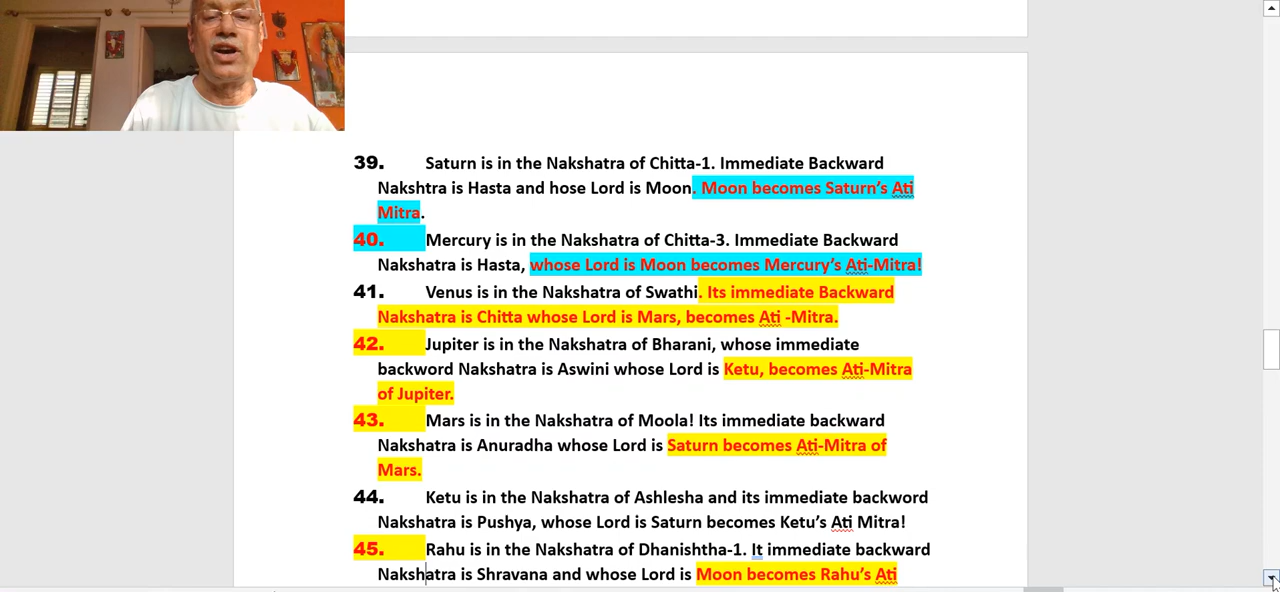 39. Saturn is in the Nakshatra of Chitta-1. Immediate Backward
Nakshtra is Hasta and hose Lord is Moon. Moon becomes Saturn’s Ati
Mitra.
40. Mercury is in the Nakshatra of Chitta-3. Immediate Backward
Nakshatra is Hasta, whose Lord is Moon becomes Mercury’s Ati-Mitra!
41. Venus is in the Nakshatra of Swathi. Its immediate Backward
Nakshatra is Chitta whose Lord is Mars, becomes Ati -Mitra.
42. Jupiter is in the Nakshatra of Bharani, whose immediate
backword Nakshatra is Aswini whose Lord is Ketu, becomes Ati-Mitra
of Jupiter.
43. Mars is in the Nakshatra of Moola! Its immediate backward
Nakshatra is Anuradha whose Lord is Saturn becomes Ati-Mitra of
Mars.
44. Ketu is in the Nakshatra of Ashlesha and its immediate backword
Nakshatra is Pushya, whose Lord is Saturn becomes Ketu’s Ati Mitra!
45. Rahu is in the Nakshatra of Dhanishtha-1. It immediate backward
Nakshatra is Shravana and whose Lord is Moon becomes Rahu’s Ati